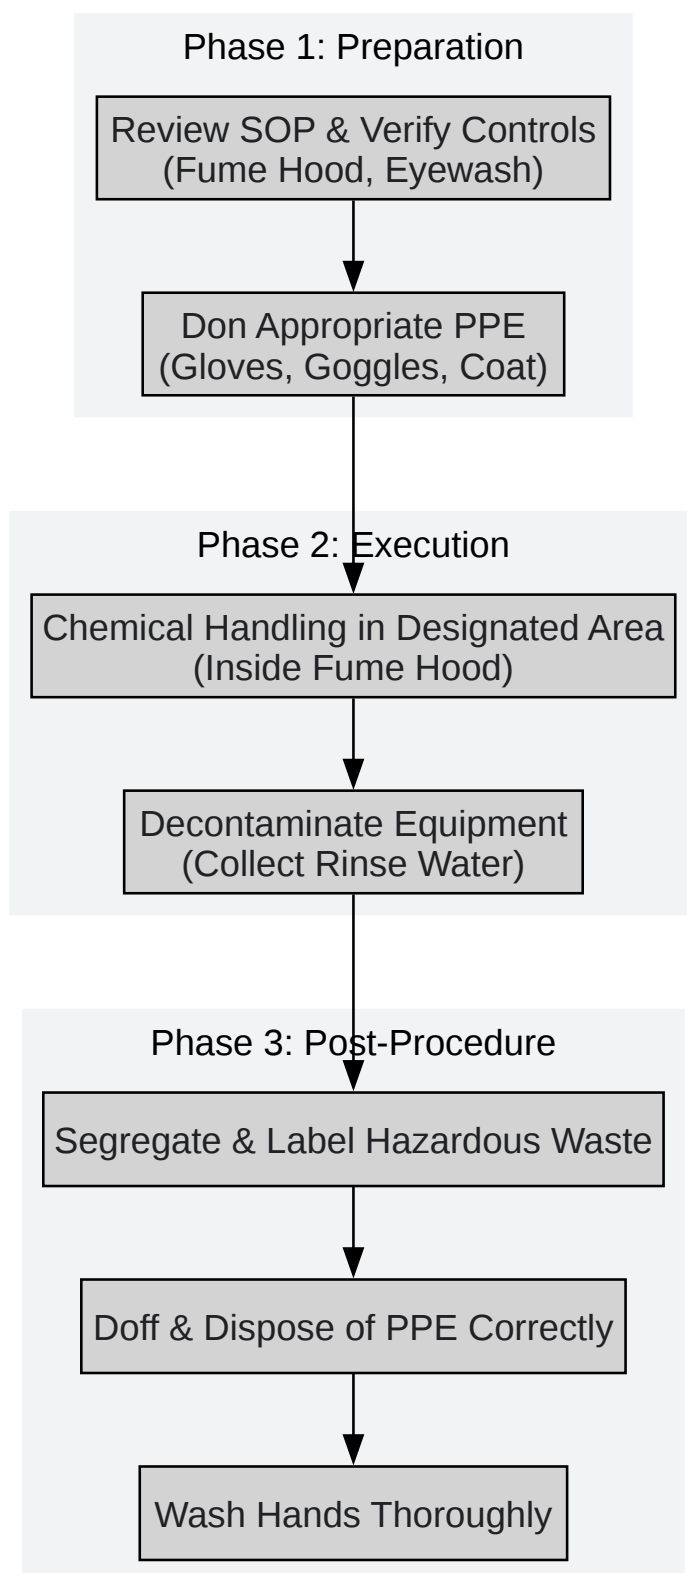 Phase 1: Preparation
Review SOP & Verify Controls
(Fume Hood, Eyewash)
Don Appropriate PPE
(Gloves, Goggles, Coat)
Phase 2: Execution
Chemical Handling in Designated Area
(Inside Fume Hood)
Decontaminate Equipment
(Collect Rinse Water)
Phase 3: Post-Procedure
Segregate & Label Hazardous Waste
Doff & Dispose of PPE Correctly
Wash Hands Thoroughly